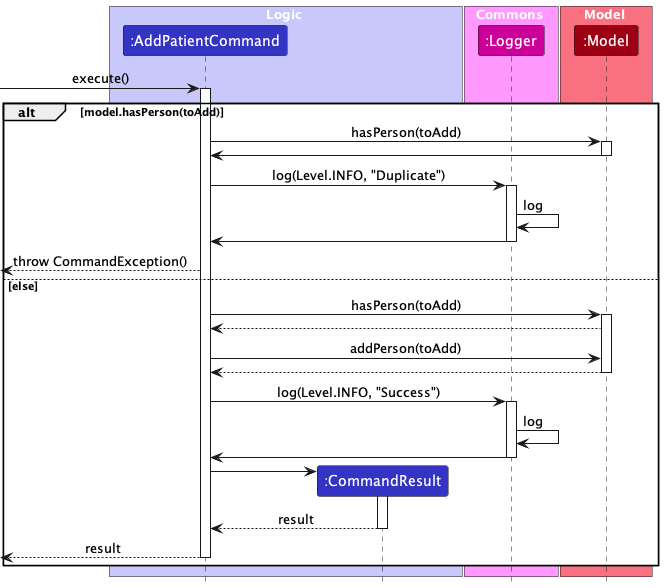 Logic
Commons
Model
:AddPatientCommand
:Logger
:Model
execute()
alt
[model.hasPerson(toAdd)]
hasPerson(toAdd)
log(Level.INFO, "Duplicate")
log
throw CommandException()
[else]
hasPerson(toAdd)
addPerson(toAdd)
log(Level.INFO, "Success")
log
:CommandResult
result
result